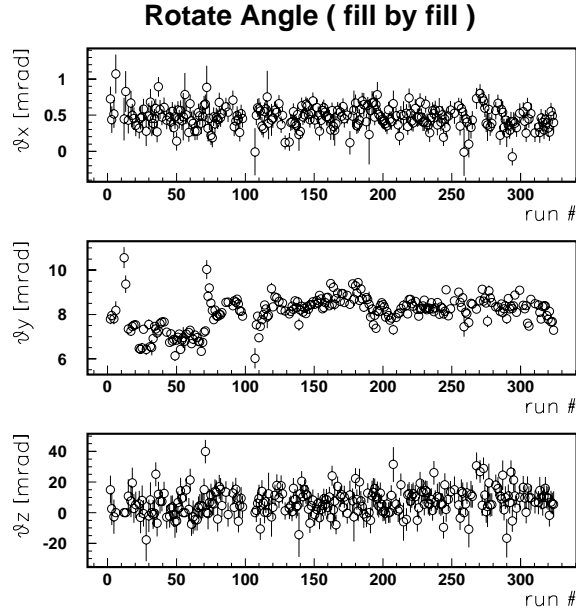 Rotate Angle ( fill by fill )
ϑx [mrad]
1
0.5
0
0 50 100 150 200 250 300
run #
ϑy [mrad]
10
8
6
0 50 100 150 200 250 300
run #
ϑz [mrad]
40
20
0
-20
0 50 100 150 200 250 300
run #